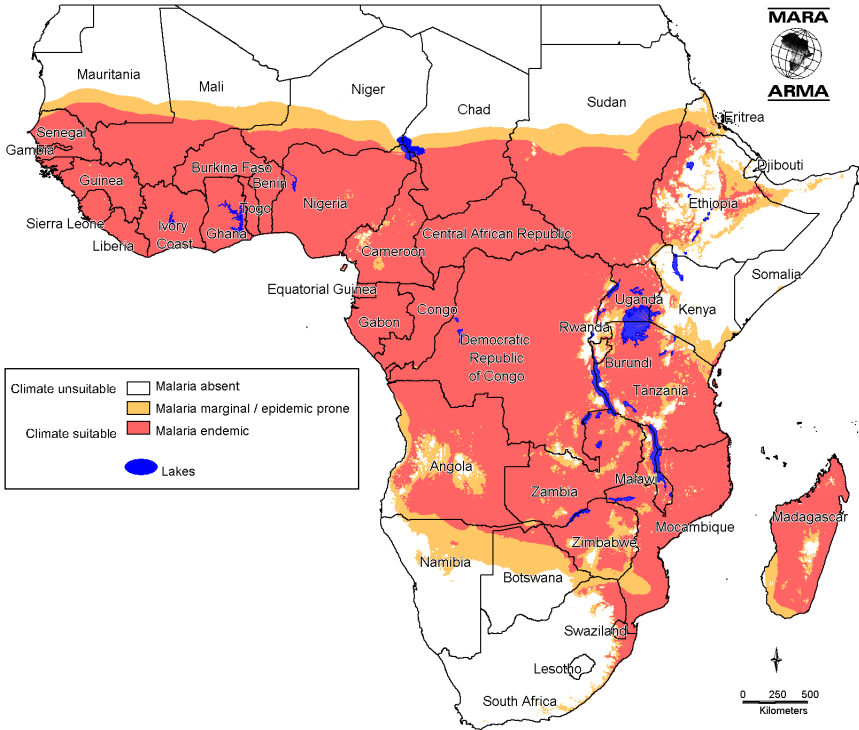 MARA
ARMA
Mauritania
Mali
Niger
Chad
Sudan
Eritrea
Senegal
Gambia
Djibouti
Burkina Faso
Guinea
Benin
Togo
Nigeria
Ethiopia
Sierra Leone
Ivory
Coast
Ghana
Liberia
Central African Republic
Cameroon
Somalia
Equatorial Guinea
Uganda
Kenya
Congo
Gabon
Rwanda
Democratic
Republic
of Congo
Burundi
Tanzania
Climate unsuitable
Malaria absent
Malaria marginal / epidemic prone
Climate suitable
Malaria endemic
Lakes
Angola
Zambia
Malawi
Mocambique
Madagascar
Zimbabwe
Namibia
Botswana
Swaziland
Lesotho
South Africa
0 250 500
Kilometers